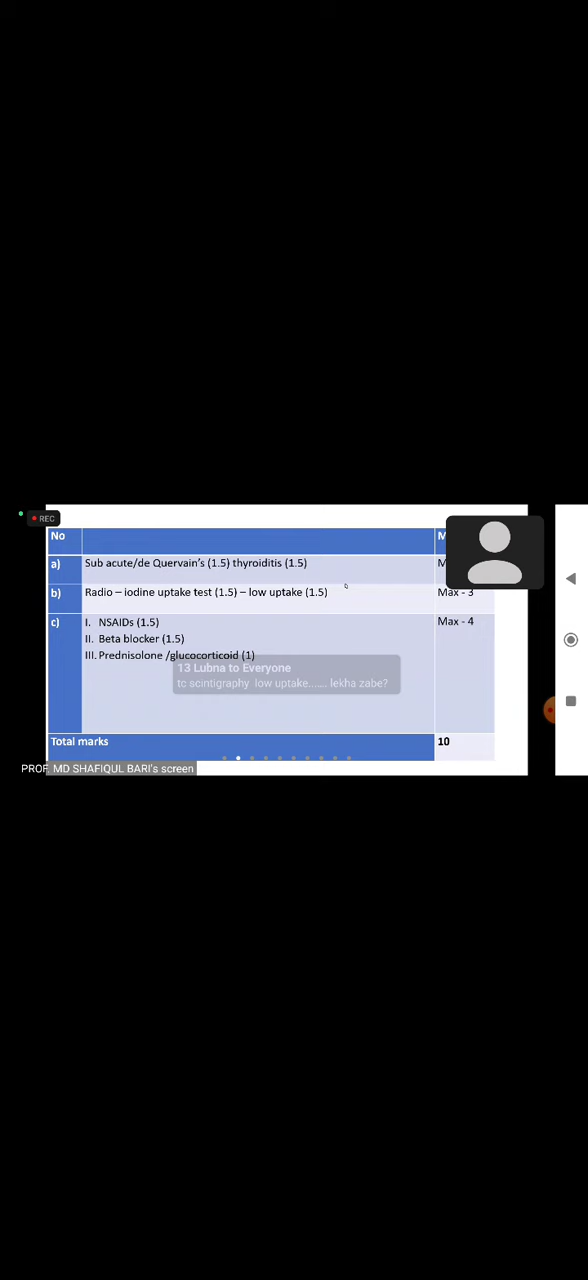 REC
No
M
a)
Sub acute/de Quervain's (1.5) thyroiditis (1.5)
M
b)
Radio – iodine uptake test (1.5) – low uptake (1.5)
Max - 3
c)
I. NSAIDs (1.5)
Max - 4
II. Beta blocker (1.5)
III. Prednisolone /glucocorticoid (1)
13 Lubna to Everyone
tc scintigraphy low uptake...... lekha zabe?
Total marks
10
PROF. MD SHAFIQUL BARI's screen